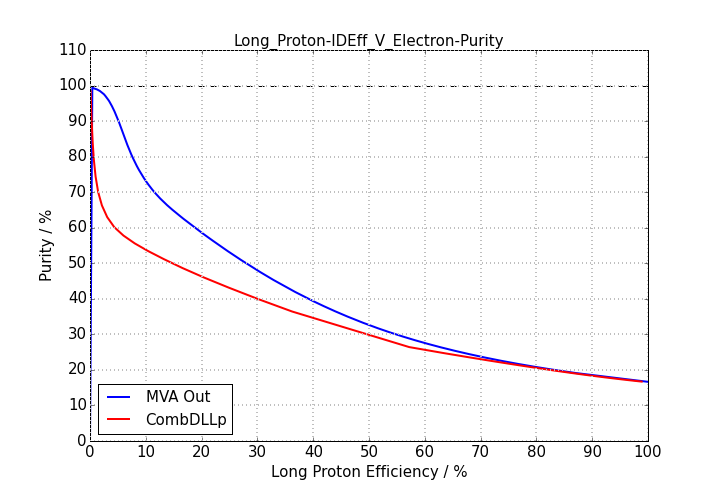 Long_Proton-IDEff_V_Electron-Purity
110
100
90
80
70
60
50
40
30
20
10
0
Purity / %
MVA Out
CombDLLp
0 10 20 30 40 50 60 70 80 90 100
Long Proton Efficiency / %